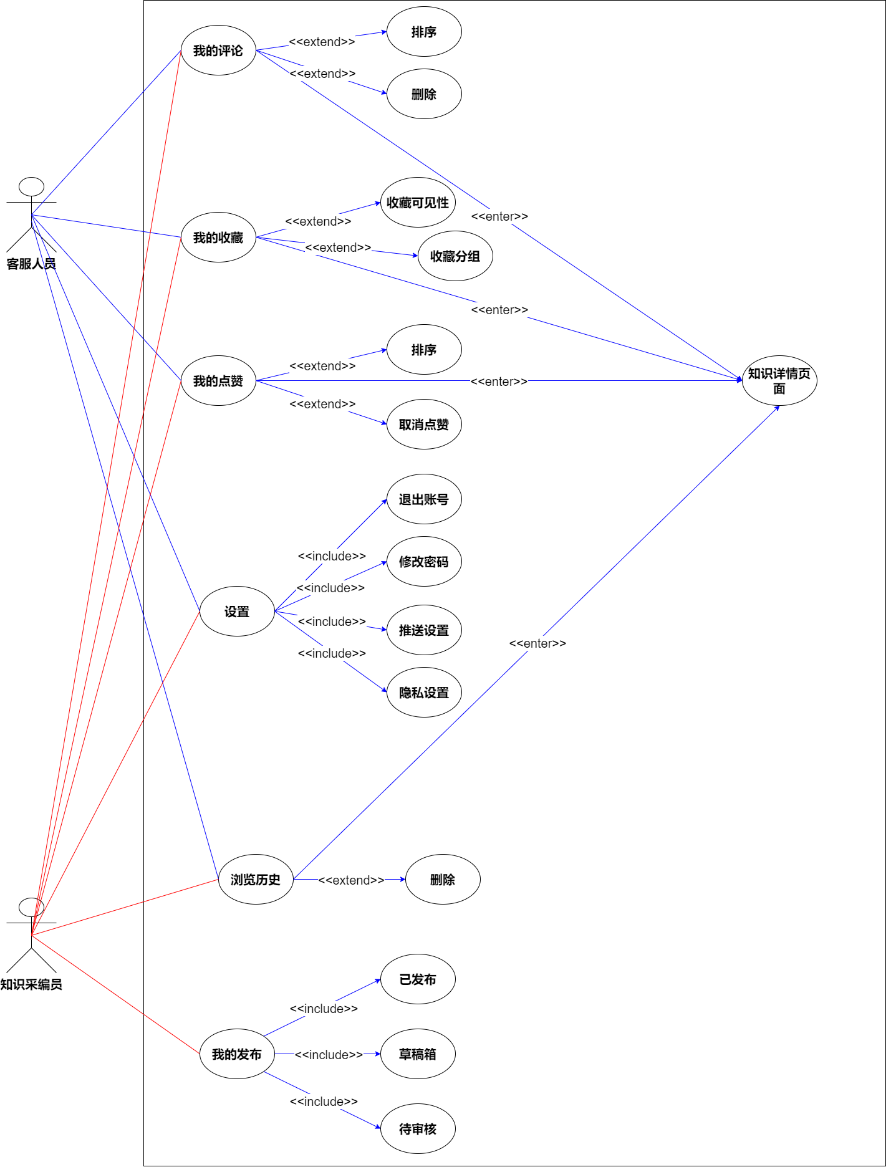 排序
<<extend>>
我的评论
<<extend>>
删除
收藏可见性
<<enter>>
<<extend>>
我的收藏
<<extend>>
收藏分组
客服人员
<<enter>>
排序
<<extend>>
我的点赞
<<enter>>
知识详情页
面
<<extend>>
取消点赞
退出账号
<<include>>
修改密码
<<include>>
设置
<<include>>
推送设置
<<enter>>
<<include>>
隐私设置
浏览历史
<<extend>>
删除
知识采编员
已发布
<<include>>
我的发布
<<include>>
草稿箱
<<include>>
待审核